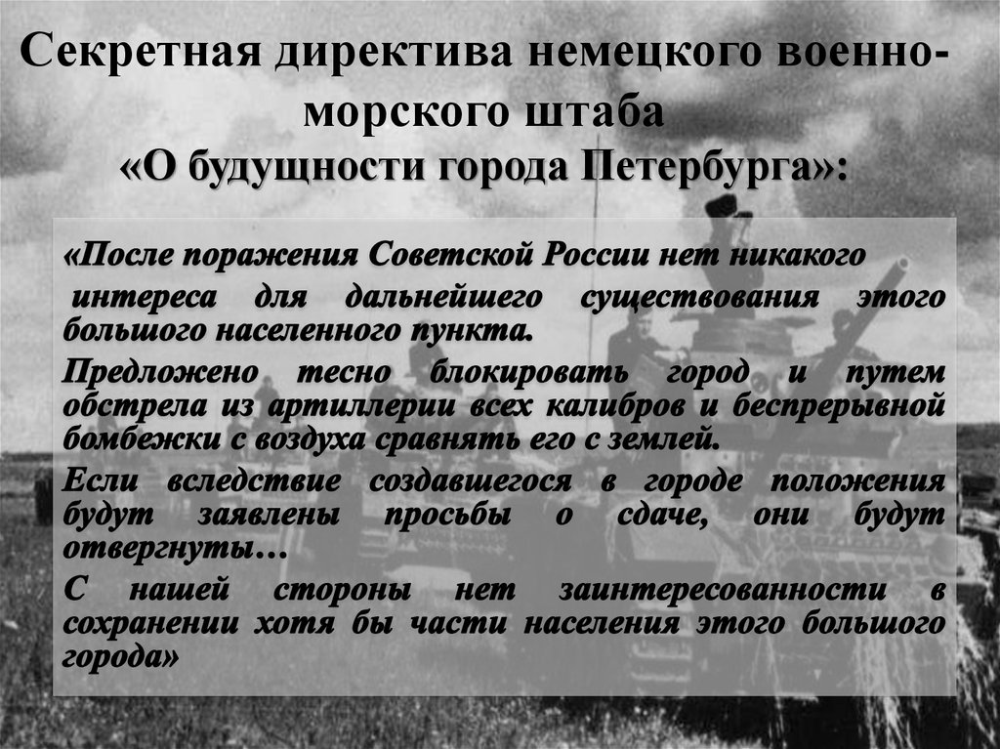 Секретная директива немецкого военно-
морского штаба
«О будущности города Петербурга»:
«После поражения Советской России нет никакого
интереса для дальнейшего существования этого
большого населенного пункта.
Предложено тесно блокировать город и путем
обстрела из артиллерии всех калибров и беспрерывной
бомбежки с воздуха сравнять его с землей.
Если вследствие создавшегося в городе положения
будут заявлены просьбы о сдаче, они будут
отвергнуты…
С нашей стороны нет заинтересованности в
сохранении хотя бы части населения этого большого
города»